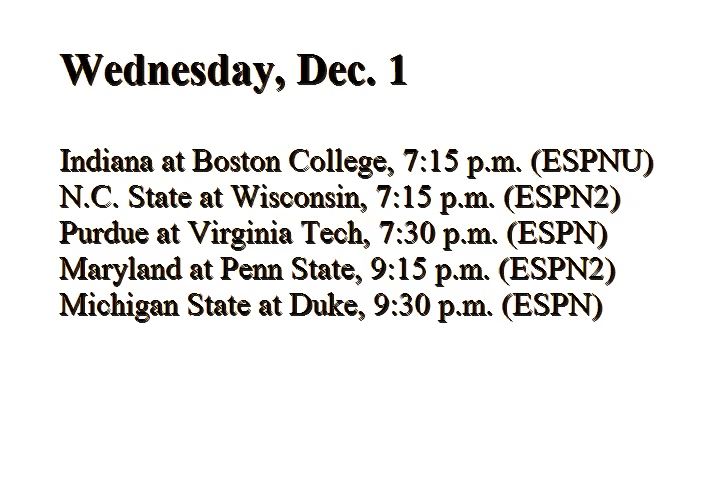 Wednesday, Dec. 1
Indiana at Boston College, 7:15 p.m. (ESPNU)
N.C. State at Wisconsin, 7:15 p.m. (ESPN2)
Purdue at Virginia Tech, 7:30 p.m. (ESPN)
Maryland at Penn State, 9:15 p.m. (ESPN2)
Michigan State at Duke, 9:30 p.m. (ESPN)